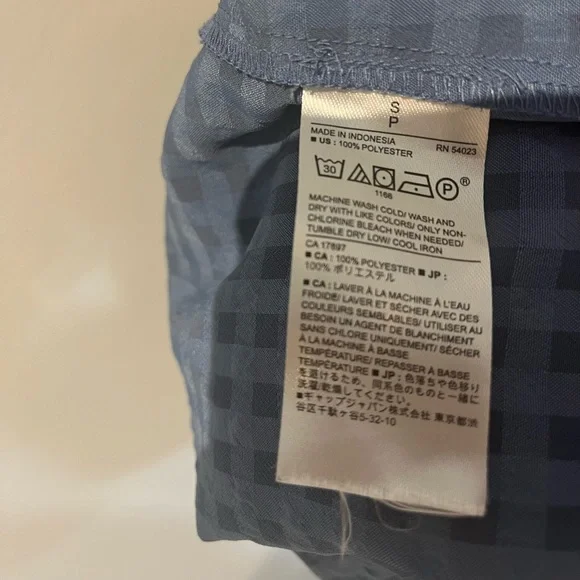 S
P
MADE IN INDONESIA RN 54023
■ US : 100% POLYESTER
30 P ®
1166
MACHINE WASH COLD/ WASH AND
DRY WITH LIKE COLORS/ ONLY NON-
CHLORINE BLEACH WHEN NEEDED/
TUMBLE DRY LOW/ COOL IRON
CA 17897
■ CA : 100% POLYESTER ■ JP :
100% ポリエステル
■ CA : LAVER À LA MACHINE À L'EAU
FROIDE/ LAVER ET SÉCHER AVEC DES
COULEURS SEMBLABLES/ UTILISER AU
BESOIN UN AGENT DE BLANCHIMENT
SANS CHLORE UNIQUEMENT/ SÉCHER
À LA MACHINE À BASSE
TEMPÉRATURE/ REPASSER À BASSE
TEMPÉRATURE ■ JP : 色落ちや色移り
を避けるため、同系色のものと一緒に
洗濯/乾燥してください。
■ギャップジャパン株式会社 東京都渋
谷区千駄ヶ谷5-32-10